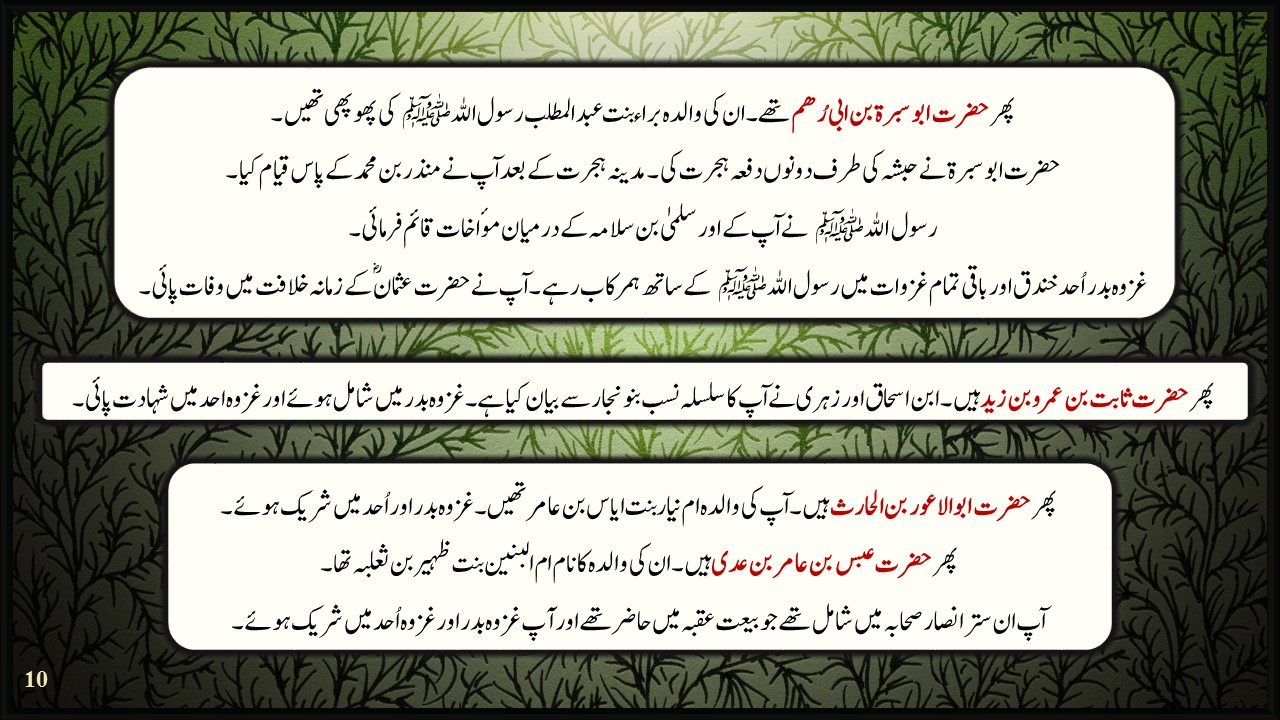 پھر حضرت ابو سبرۃ بن ابی رُھم تھے۔ ان کی والدہ براء بنت عبد المطلب رسول اللہ ﷺ کی پھوپھی تھیں۔
حضرت ابو سبرۃ نے حبشہ کی طرف دونوں دفعہ ہجرت کی۔ مدینہ ہجرت کے بعد آپ نے منذر بن محمد کے پاس قیام کیا۔
رسول اللہ ﷺ نے آپ کے اور سلمیٰ بن سلامہ کے درمیان مؤاخات قائم فرمائی۔
غزوہ بدر اُحد خندق اور باقی تمام غزوات میں رسول اللہ ﷺ کے ساتھ ہمرکاب رہے۔ آپ نے حضرت عثمانؓ کے زمانہ خلافت میں وفات پائی۔
پھر حضرت ثابت بن عمرو بن زید ہیں۔ ابن اسحاق اور زہری نے آپ کا سلسلہ نسب بنو نجار سے بیان کیا ہے۔ غزوہ بدر میں شامل ہوئے اور غزوہ احد میں شہادت پائی۔
پھر حضرت ابوالاعور بن الحارث ہیں۔ آپ کی والدہ ام نیار بنت ایاس بن عامر تھیں۔ غزوہ بدر اور اُحد میں شریک ہوئے۔
پھر حضرت عبس بن عامر بن عدی ہیں۔ ان کی والدہ کا نام ام البنین بنت ظہیر بن ثعلبہ تھا۔
آپ ان ستر انصار صحابہ میں شامل تھے جو بیعت عقبہ میں حاضر تھے اور آپ غزوہ بدر اور غزوہ اُحد میں شریک ہوئے۔
10